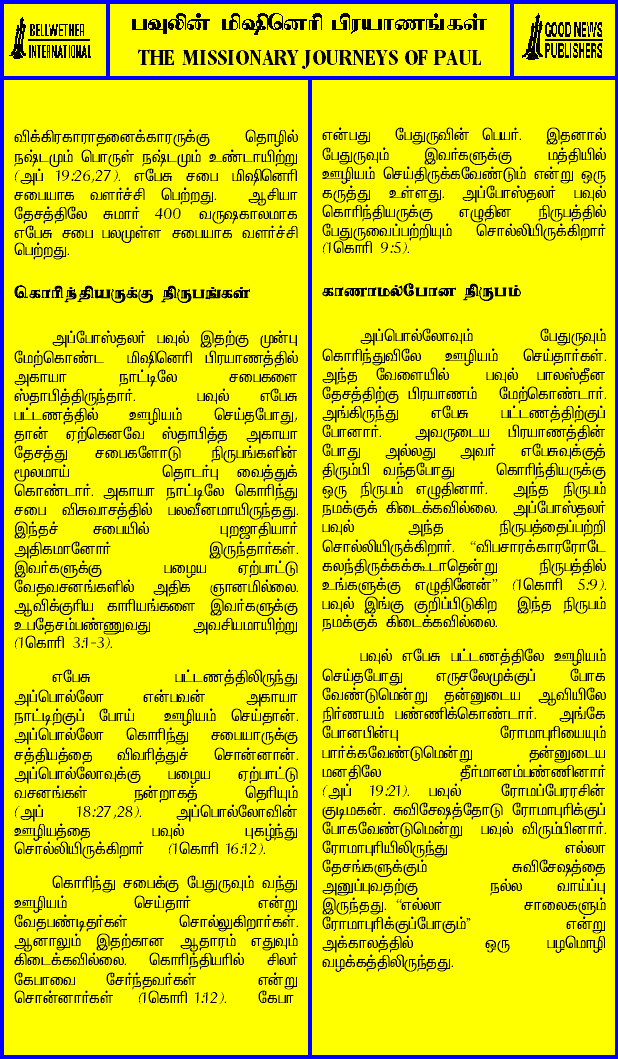 BELLWETHER
INTERNATIONAL
பவுலின் மிஷினெரி பிரயாணங்கள்
THE MISSIONARY JOURNEYS OF PAUL
GOOD NEWS
PUBLISHERS
விக்கிரகாராதனைக்காரருக்கு தொழில்
நஷ்டமும் பொருள் நஷ்டமும் உண்டாயிற்று
(அப் 19:26,27). எபேசு சபை மிஷினெரி
சபையாக வளர்ச்சி பெற்றது. ஆசியா
தேசத்திலே சுமார் 400 வருஷகாலமாக
எபேசு சபை பலமுள்ள சபையாக வளர்ச்சி
பெற்றது.
கொரிந்தியருக்கு நிருபங்கள்
அப்போஸ்தலர் பவுல் இதற்கு முன்பு
மேற்கொண்ட மிஷினெரி பிரயாணத்தில்
அகாயா நாட்டிலே சபைகளை
ஸ்தாபித்திருந்தார். பவுல் எபேசு
பட்டணத்தில் ஊழியம் செய்தபோது,
தான் ஏற்கெனவே ஸ்தாபித்த அகாயா
தேசத்து சபைகளோடு நிருபங்களின்
மூலமாய் தொடர்பு வைத்துக்
கொண்டார். அகாயா நாட்டிலே கொரிந்து
சபை விசுவாசத்தில் பலவீனமாயிருந்தது.
இந்தச் சபையில் புறஜாதியார்
அதிகமானோர் இருந்தார்கள்.
இவர்களுக்கு பழைய ஏற்பாட்டு
வேதவசனங்களில் அதிக ஞானமில்லை.
ஆவிக்குரிய காரியங்களை இவர்களுக்கு
உபதேசம்பண்ணுவது அவசியமாயிற்று
(1கொரி 3:1-3).
எபேசு பட்டணத்திலிருந்து
அப்பொல்லோ என்பவன் அகாயா
நாட்டிற்குப் போய் ஊழியம் செய்தான்.
அப்பொல்லோ கொரிந்து சபையாருக்கு
சத்தியத்தை விவரித்துச் சொன்னான்.
அப்பொல்லோவுக்கு பழைய ஏற்பாட்டு
வசனங்கள் நன்றாகத் தெரியும்
(அப் 18:27,28). அப்பொல்லோவின்
ஊழியத்தை பவுல் புகழ்ந்து
சொல்லியிருக்கிறார் (1கொரி 16:12).
கொரிந்து சபைக்கு பேதுருவும் வந்து
ஊழியம் செய்தார் என்று
வேதபண்டிதர்கள் சொல்லுகிறார்கள்.
ஆனாலும் இதற்கான ஆதாரம் எதுவும்
கிடைக்கவில்லை. கொரிந்தியரில் சிலர்
கேபாவை சேர்ந்தவர்கள் என்று
சொன்னார்கள் (1கொரி 1:12). கேபா
என்பது பேதுருவின் பெயர். இதனால்
பேதுருவும் இவர்களுக்கு மத்தியில்
ஊழியம் செய்திருக்கவேண்டும் என்று ஒரு
கருத்து உள்ளது. அப்போஸ்தலர் பவுல்
கொரிந்தியருக்கு எழுதின நிருபத்தில்
பேதுருவைப்பற்றியும் சொல்லியிருக்கிறார்
(1கொரி 9:5).
காணாமல்போன நிருபம்
அப்பொல்லோவும் பேதுருவும்
கொரிந்துவிலே ஊழியம் செய்தார்கள்.
அந்த வேளையில் பவுல் பாலஸ்தீன
தேசத்திற்கு பிரயாணம் மேற்கொண்டார்.
அங்கிருந்து எபேசு பட்டணத்திற்குப்
போனார். அவருடைய பிரயாணத்தின்
போது அல்லது அவர் எபேசுவுக்குத்
திரும்பி வந்தபோது கொரிந்தியருக்கு
ஒரு நிருபம் எழுதினார். அந்த நிருபம்
நமக்குக் கிடைக்கவில்லை. அப்போஸ்தலர்
பவுல் அந்த நிருபத்தைப்பற்றி
சொல்லியிருக்கிறார். “விபசாரக்காரரோடே
கலந்திருக்கக்கூடாதென்று நிருபத்தில்
உங்களுக்கு எழுதினேன்” (1கொரி 5:9).
பவுல் இங்கு குறிப்பிடுகிற இந்த நிருபம்
நமக்குக் கிடைக்கவில்லை.
பவுல் எபேசு பட்டணத்திலே ஊழியம்
செய்தபோது எருசலேமுக்குப் போக
வேண்டுமென்று தன்னுடைய ஆவியிலே
நிர்ணயம் பண்ணிக்கொண்டார். அங்கே
போனபின்பு ரோமாபுரியையும்
பார்க்கவேண்டுமென்று தன்னுடைய
மனதிலே தீர்மானம்பண்ணினார்
(அப் 19:21). பவுல் ரோமப்பேரரசின்
குடிமகன். சுவிசேஷத்தோடு ரோமாபுரிக்குப்
போகவேண்டுமென்று பவுல் விரும்பினார்.
ரோமாபுரியிலிருந்து எல்லா
தேசங்களுக்கும் சுவிசேஷத்தை
அனுப்புவதற்கு நல்ல வாய்ப்பு
இருந்தது. “எல்லா சாலைகளும்
ரோமாபுரிக்குப்போகும்” என்று
அக்காலத்தில் ஒரு பழமொழி
வழக்கத்திலிருந்தது.